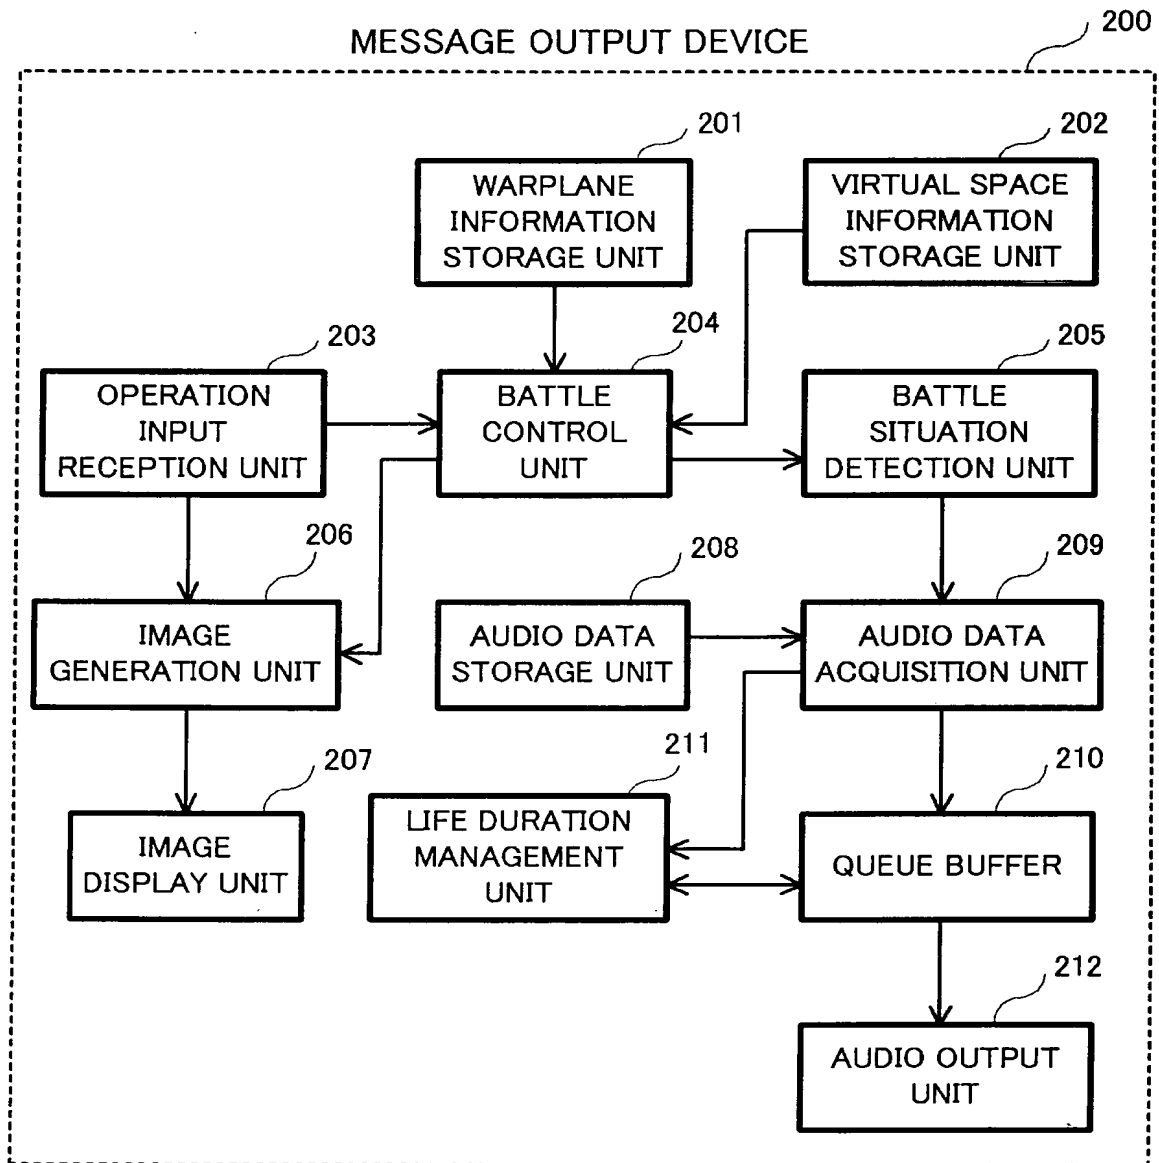 MESSAGE OUTPUT DEVICE
200
201
WARPLANE
INFORMATION
STORAGE UNIT
202
VIRTUAL SPACE
INFORMATION
STORAGE UNIT
203
OPERATION
INPUT
RECEPTION UNIT
204
BATTLE
CONTROL
UNIT
205
BATTLE
SITUATION
DETECTION UNIT
206
IMAGE
GENERATION UNIT
208
AUDIO DATA
STORAGE UNIT
209
AUDIO DATA
ACQUISITION UNIT
207
IMAGE
DISPLAY UNIT
211
LIFE DURATION
MANAGEMENT
UNIT
210
QUEUE BUFFER
212
AUDIO OUTPUT
UNIT